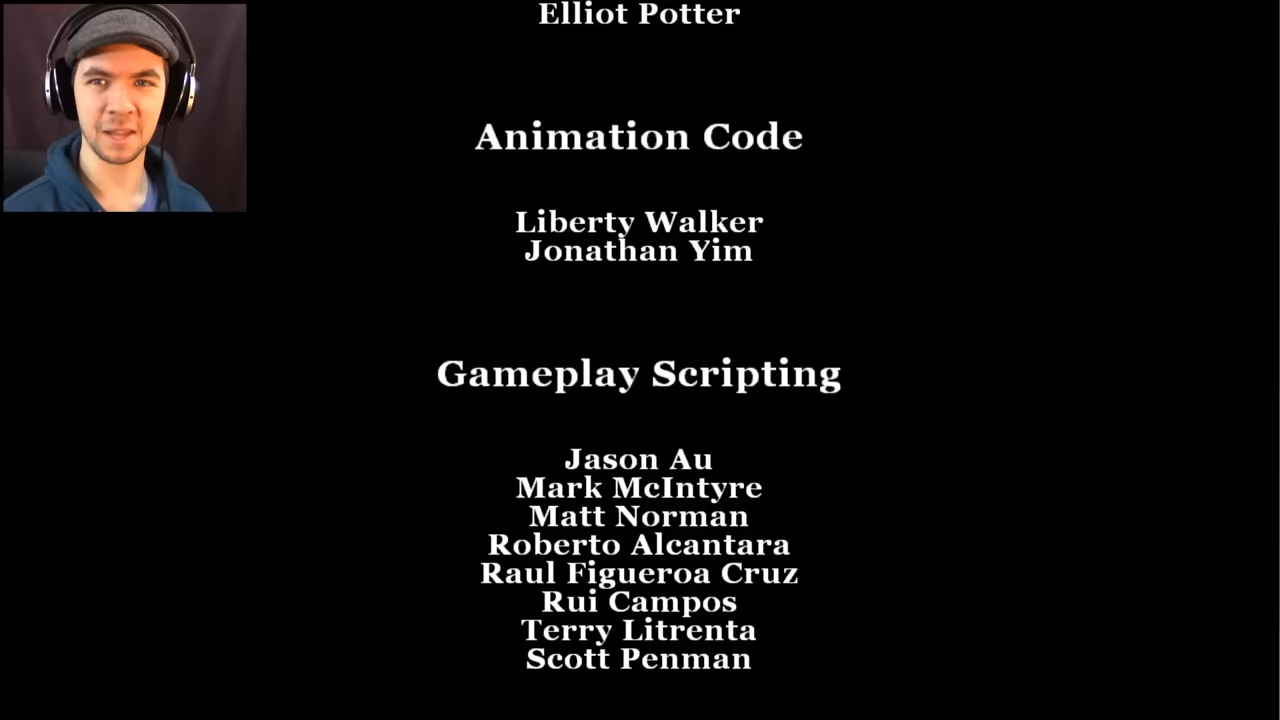 Elliot Potter
Animation Code
Liberty Walker
Jonathan Yim
Gameplay Scripting
Jason Au
Mark McIntyre
Matt Norman
Roberto Alcantara
Raul Figueroa Cruz
Rui Campos
Terry Litrenta
Scott Penman